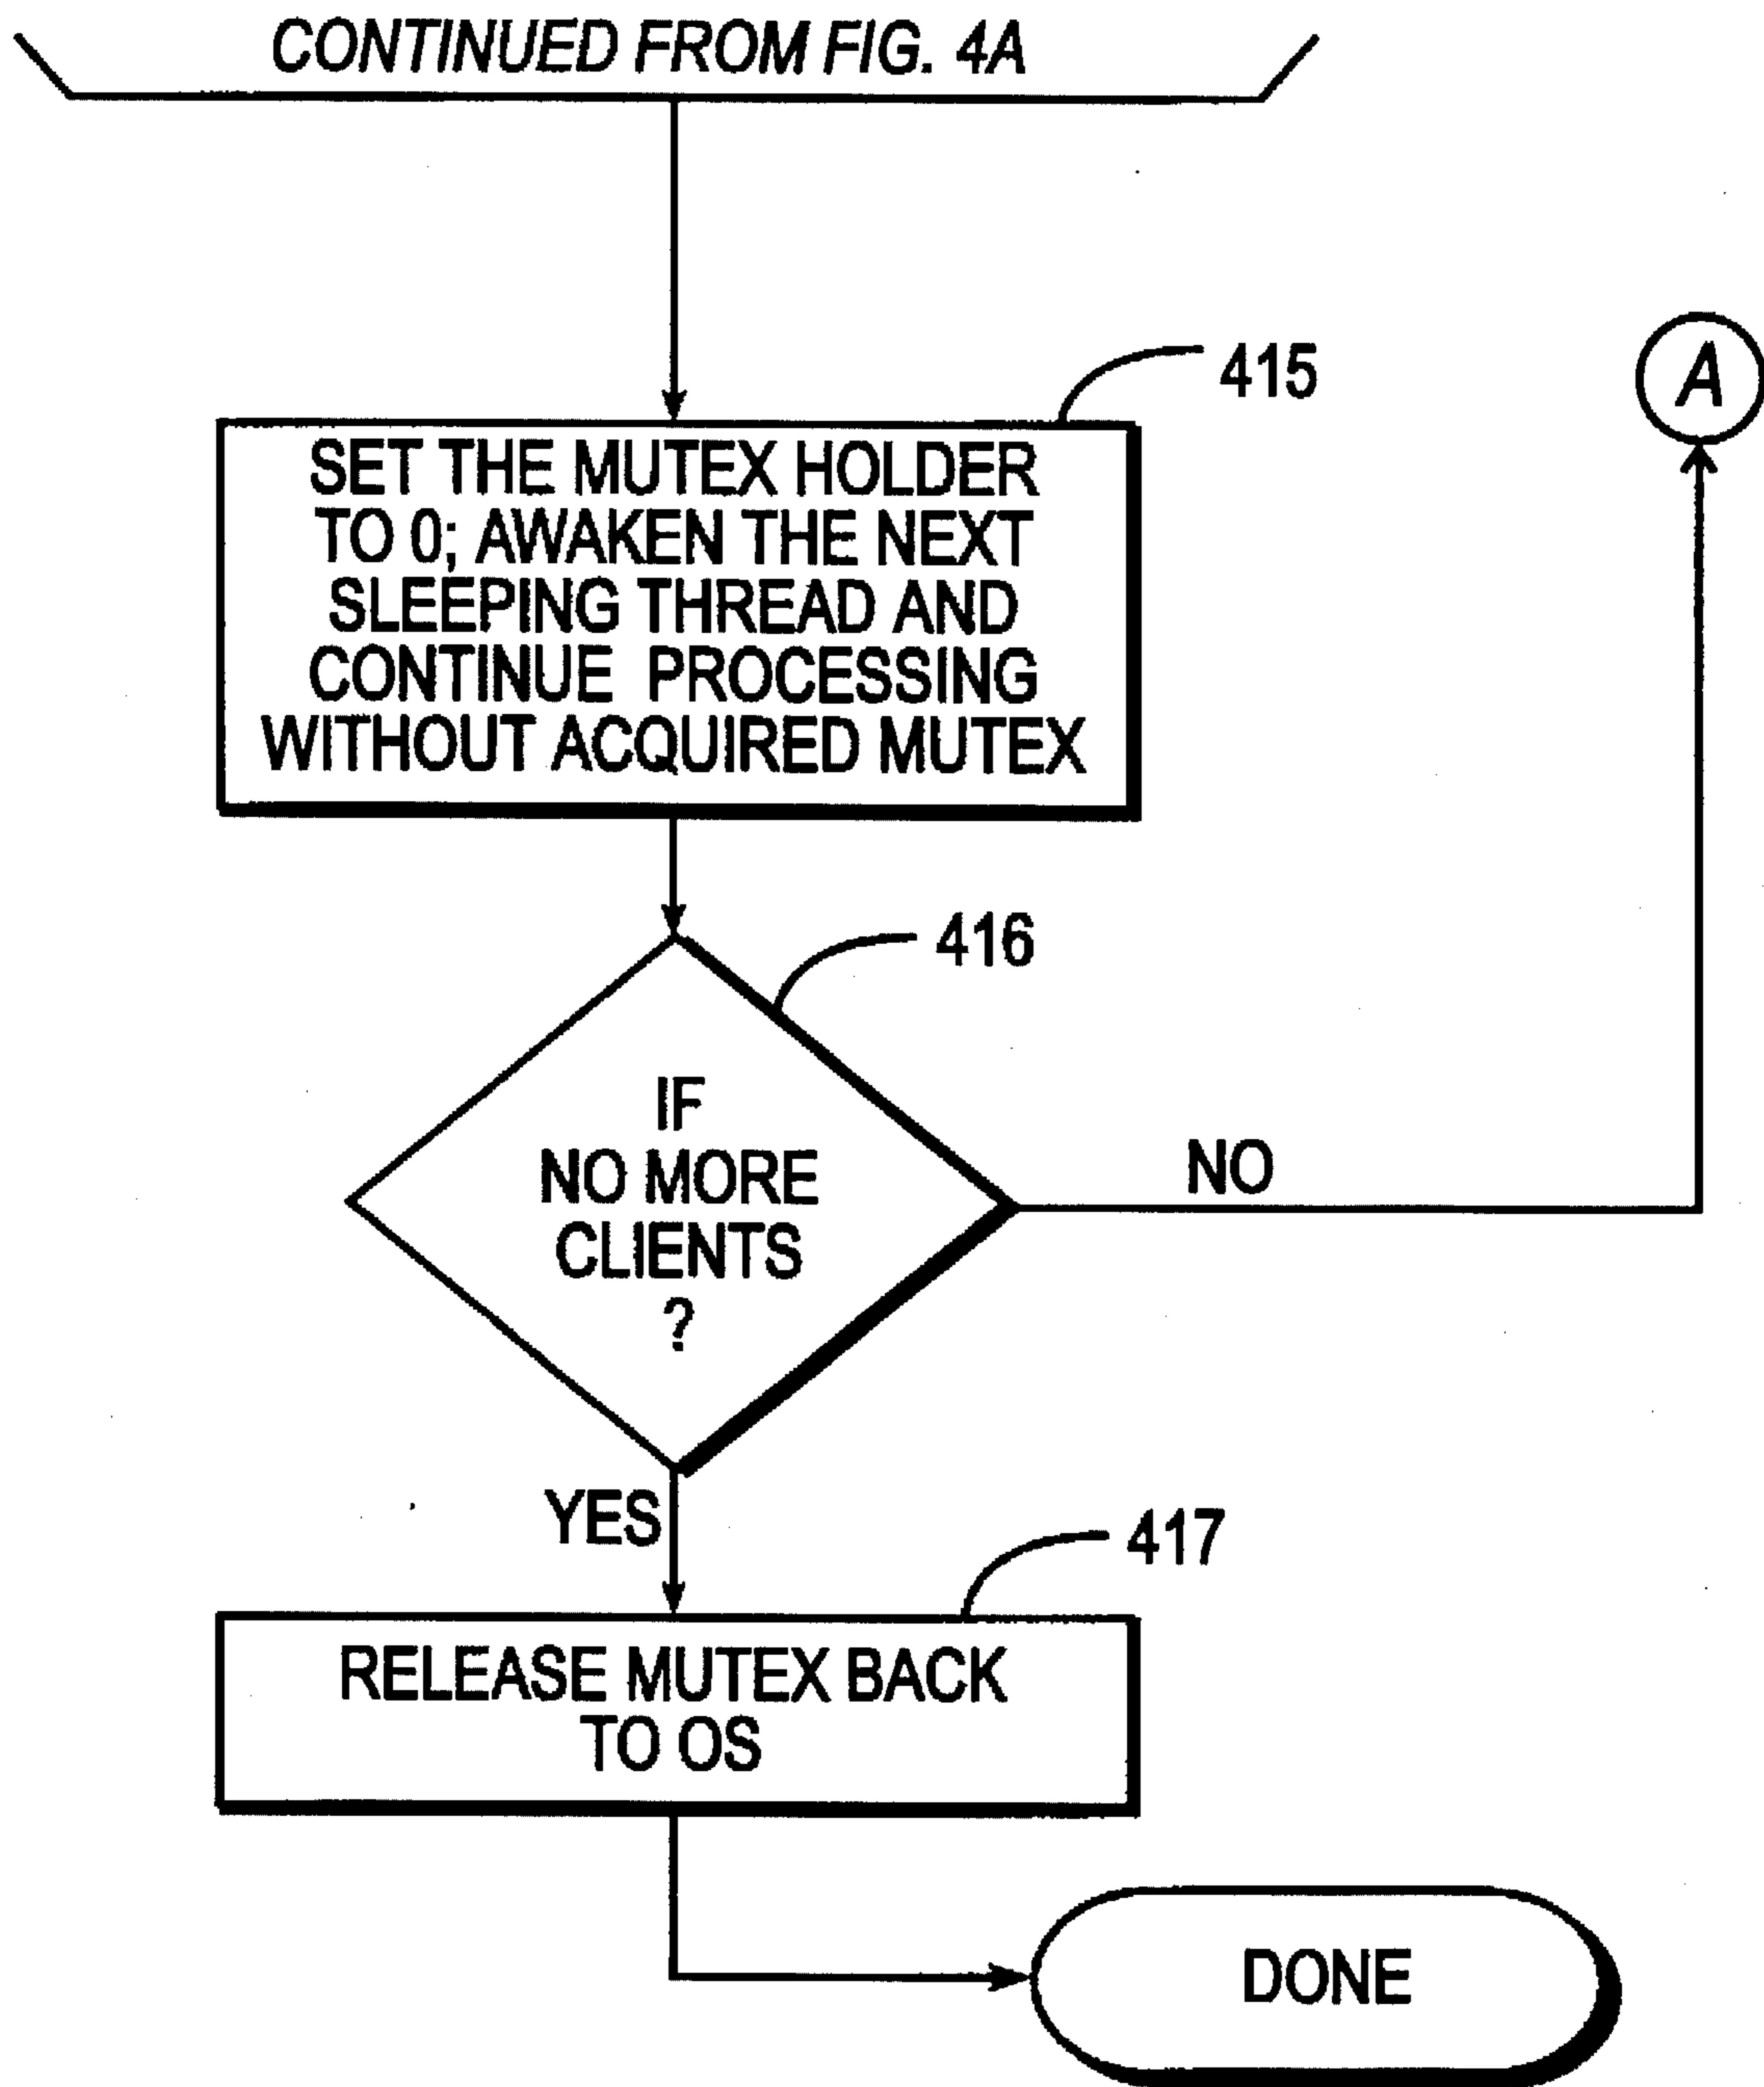 CONTINUED FROM FIG. 4A
415
A
SET THE MUTEX HOLDER
TO 0; AWAKEN THE NEXT
SLEEPING THREAD AND
CONTINUE PROCESSING
WITHOUT ACQUIRED MUTEX
416
IF
NO MORE
CLIENTS
?
NO
YES
417
RELEASE MUTEX BACK
TO OS
DONE